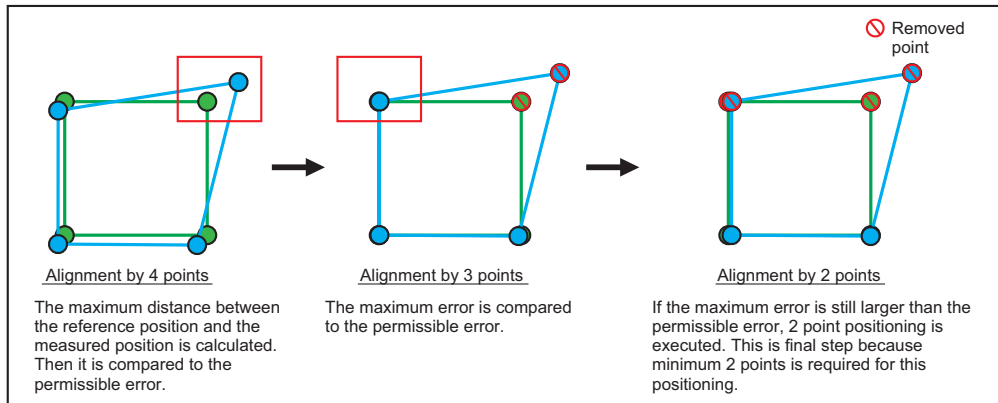 Removed
point
Alignment by 4 points
The maximum distance between
the reference position and the
measured position is calculated.
Then it is compared to the
permissible error.
Alignment by 3 points
The maximum error is compared
to the permissible error.
Alignment by 2 points
If the maximum error is still larger than the
permissible error, 2 point positioning is
executed. This is final step because
minimum 2 points is required for this
positioning.